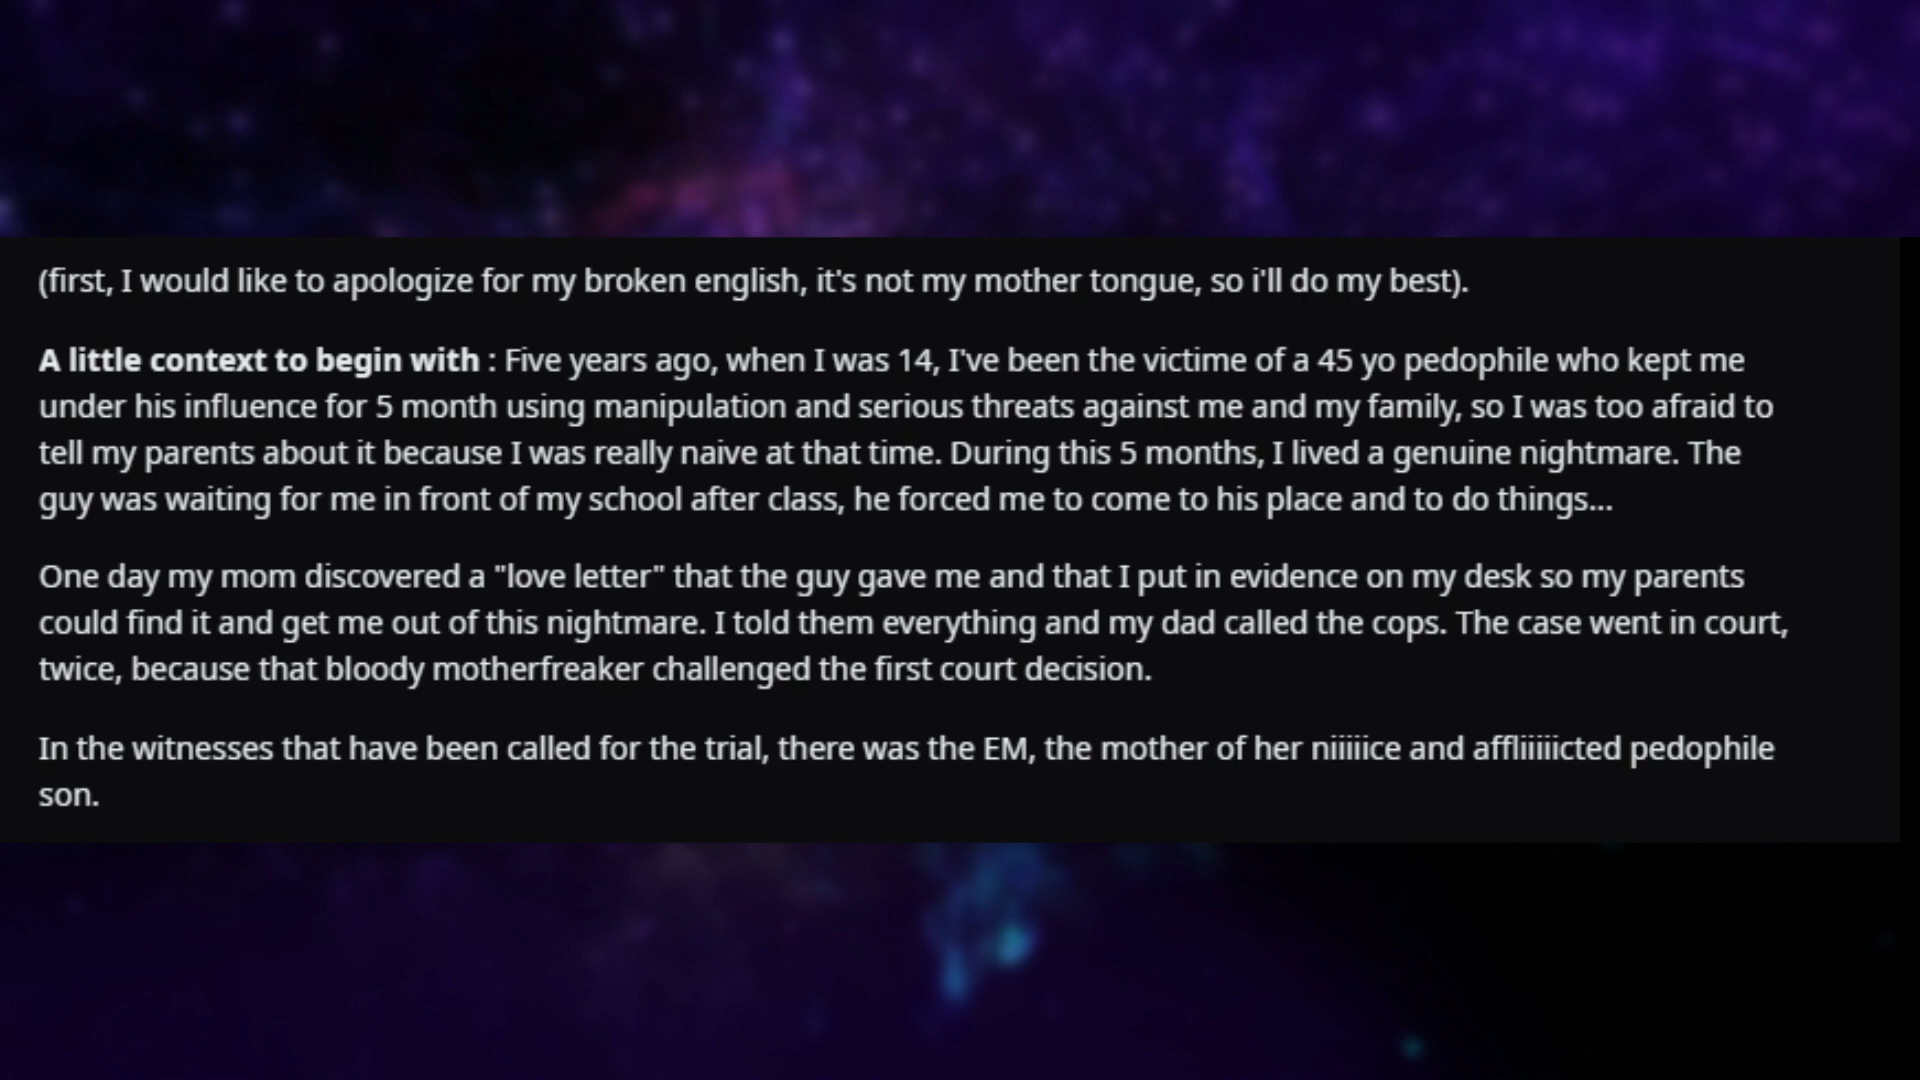 (first, I would like to apologize for my broken english, it's not my mother tongue, so i'll do my best).
A little context to begin with : Five years ago, when I was 14, I've been the victime of a 45 yo pedophile who kept me
under his influence for 5 month using manipulation and serious threats against me and my family, so I was too afraid to
tell my parents about it because I was really naive at that time. During this 5 months, I lived a genuine nightmare. The
guy was waiting for me in front of my school after class, he forced me to come to his place and to do things...
One day my mom discovered a "love letter" that the guy gave me and that I put in evidence on my desk so my parents
could find it and get me out of this nightmare. I told them everything and my dad called the cops. The case went in court,
twice, because that bloody motherfreaker challenged the first court decision.
In the witnesses that have been called for the trial, there was the EM, the mother of her niiiiice and affliiiiicted pedophile
son.